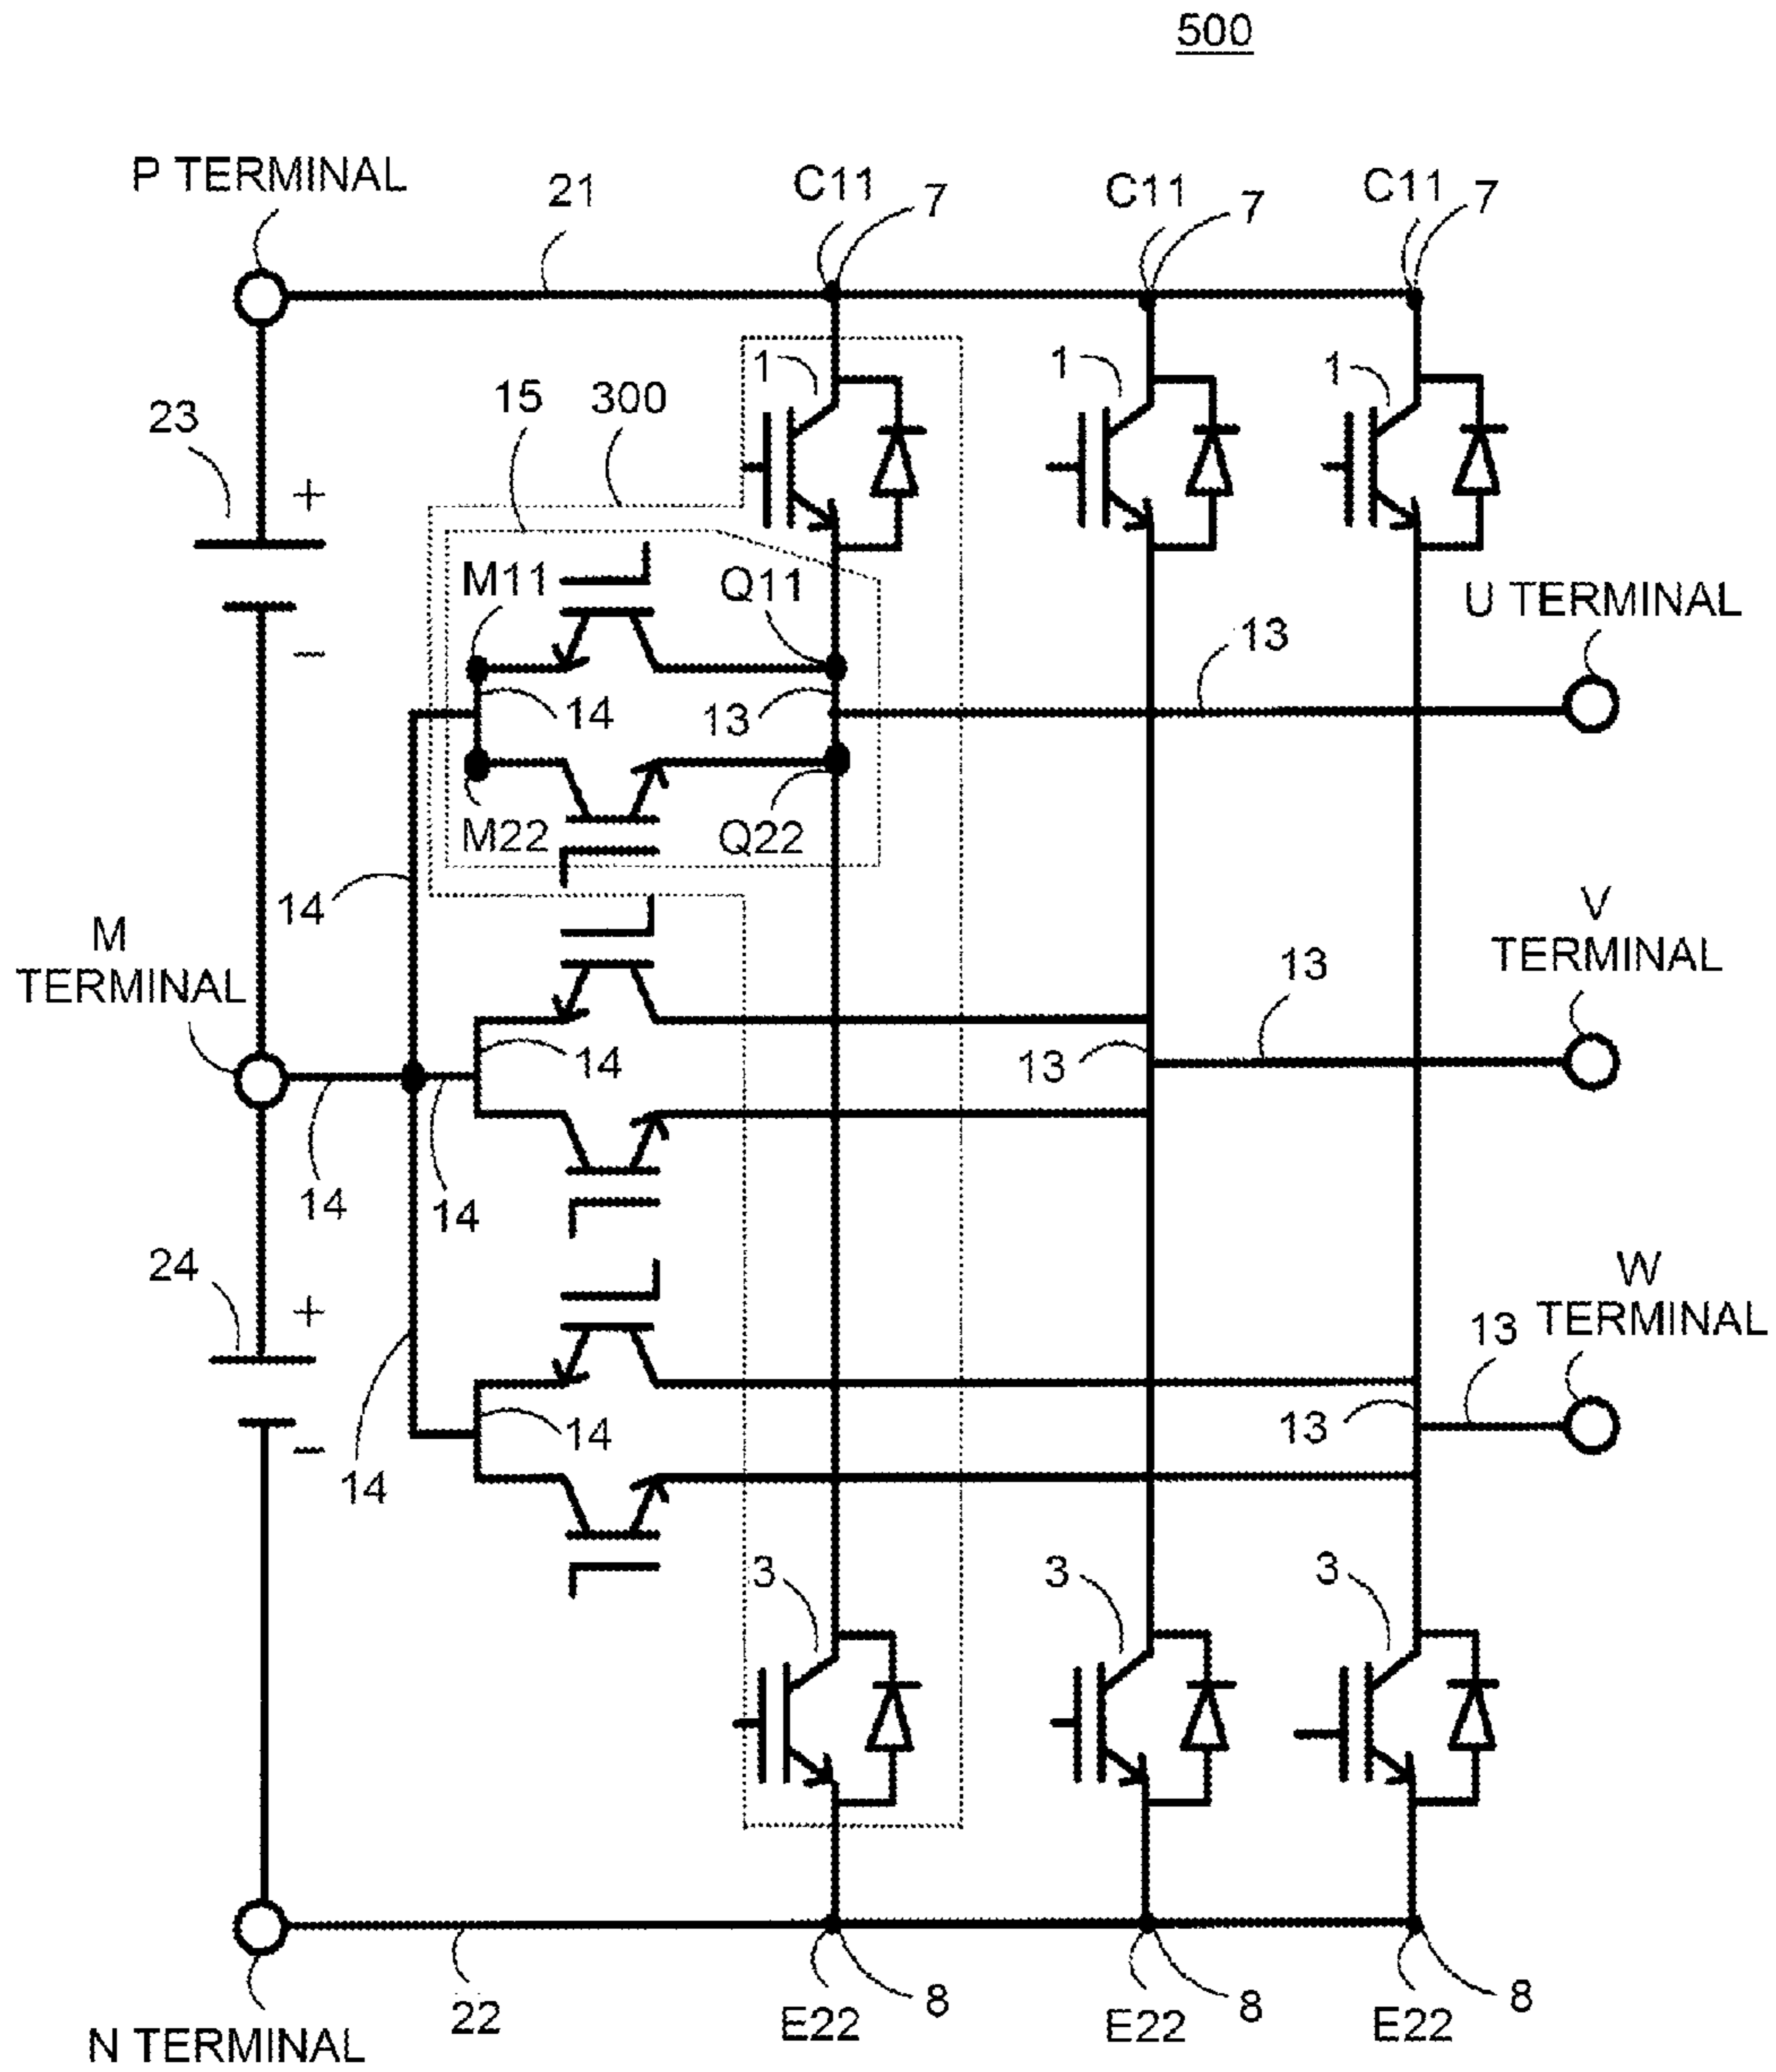 500
P TERMINAL
21
C11
7
C11
7
C11
7
1
1
1
15
300
23
+
−
M11
Q11
U TERMINAL
13
14
13
M22
Q22
14
M
TERMINAL
V
TERMINAL
13
14
13
14
14
24
+
−
W
TERMINAL
13
14
13
14
3
3
3
N TERMINAL
22
E22
8
E22
8
E22
8